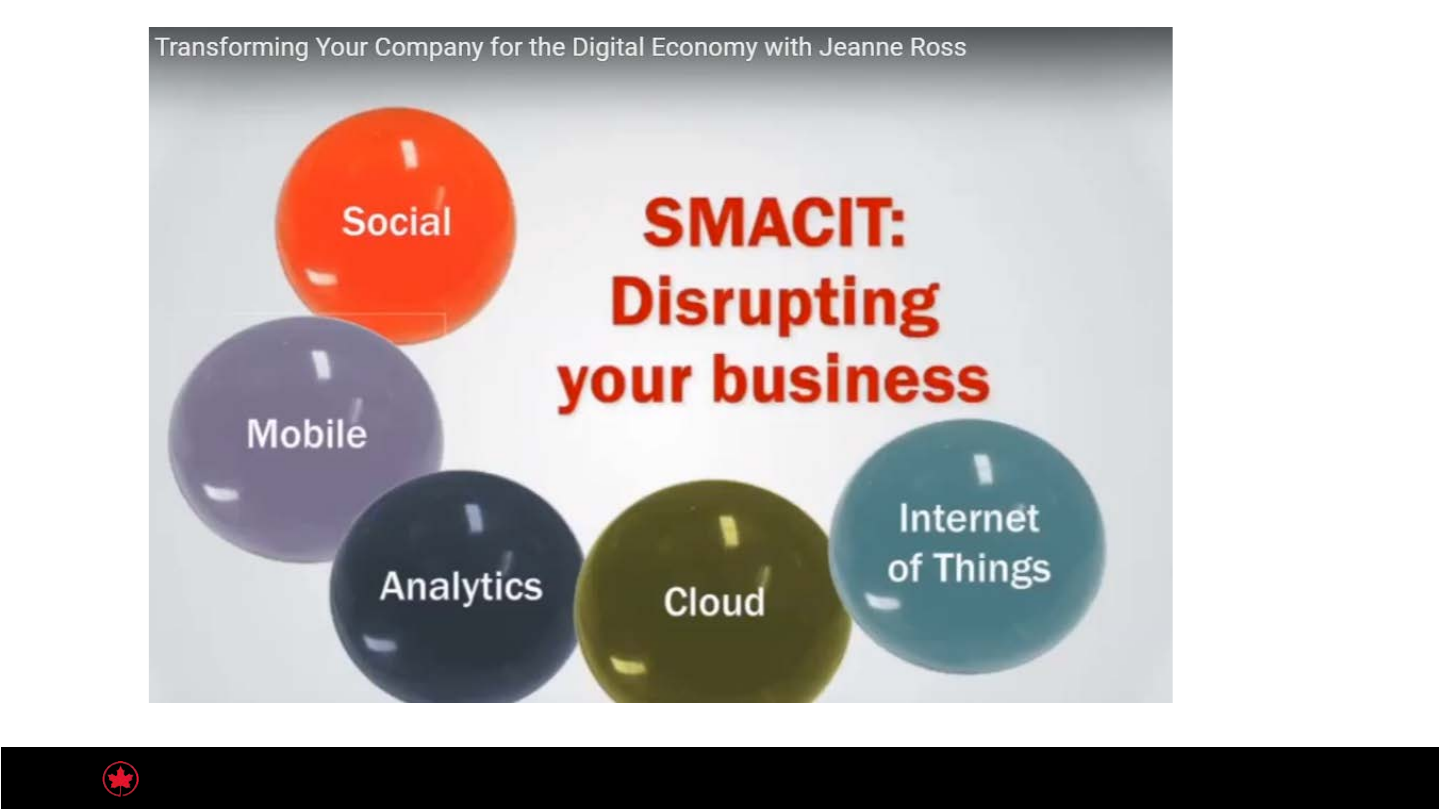 Transforming Your Company for the Digital Economy with Jeanne Ross
Social
SMACIT:
Disrupting
your business
Mobile
Analytics
Cloud
Internet
of Things